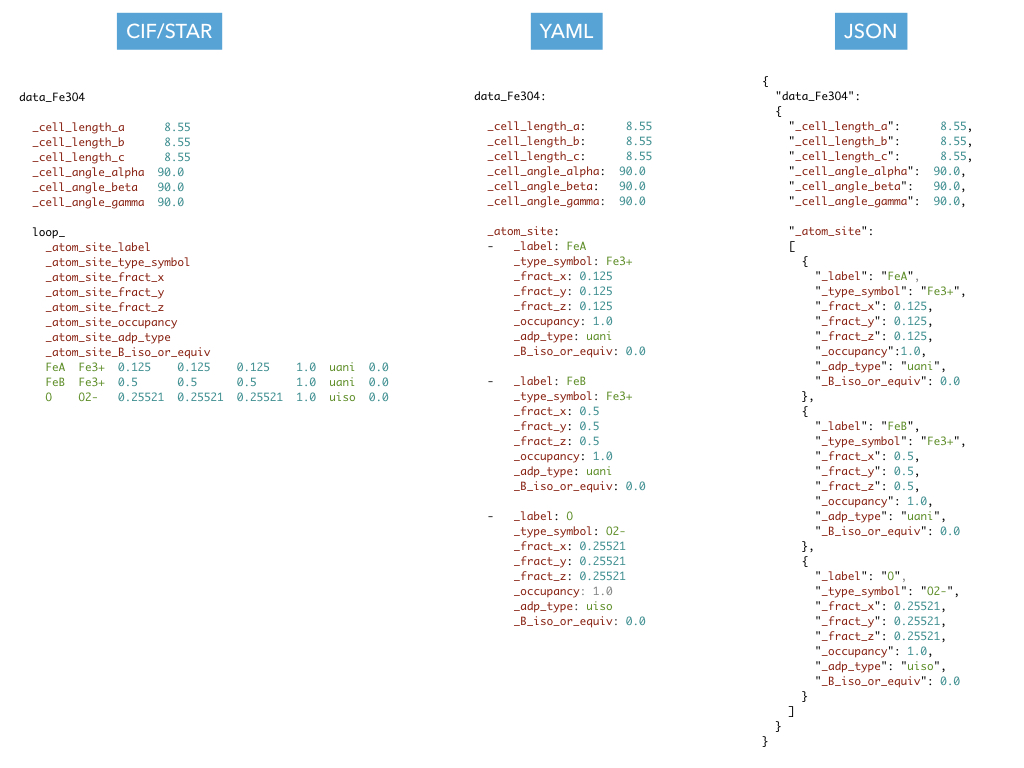 CIF/STAR
data_Fe3O4
_cell_length_a 8.55
_cell_length_b 8.55
_cell_length_c 8.55
_cell_angle_alpha 90.0
_cell_angle_beta 90.0
_cell_angle_gamma 90.0
loop_
_atom_site_label
_atom_site_type_symbol
_atom_site_fract_x
_atom_site_fract_y
_atom_site_fract_z
_atom_site_occupancy
_atom_site_adp_type
_atom_site_B_iso_or_equiv
FeA Fe3+ 0.125 0.125 0.125 1.0 uani 0.0
FeB Fe3+ 0.5 0.5 0.5 1.0 uani 0.0
O O2- 0.25521 0.25521 0.25521 1.0 uiso 0.0
YAML
data_Fe3O4:
_cell_length_a: 8.55
_cell_length_b: 8.55
_cell_length_c: 8.55
_cell_angle_alpha: 90.0
_cell_angle_beta: 90.0
_cell_angle_gamma: 90.0
_atom_site:
- _label: FeA
_type_symbol: Fe3+
_fract_x: 0.125
_fract_y: 0.125
_fract_z: 0.125
_occupancy: 1.0
_adp_type: uani
_B_iso_or_equiv: 0.0
- _label: FeB
_type_symbol: Fe3+
_fract_x: 0.5
_fract_y: 0.5
_fract_z: 0.5
_occupancy: 1.0
_adp_type: uani
_B_iso_or_equiv: 0.0
- _label: O
_type_symbol: O2-
_fract_x: 0.25521
_fract_y: 0.25521
_fract_z: 0.25521
_occupancy: 1.0
_adp_type: uiso
_B_iso_or_equiv: 0.0
JSON
{
"data_Fe3O4":
{
"_cell_length_a": 8.55,
"_cell_length_b": 8.55,
"_cell_length_c": 8.55,
"_cell_angle_alpha": 90.0,
"_cell_angle_beta": 90.0,
"_cell_angle_gamma": 90.0,
"_atom_site":
[
{
"_label": "FeA",
"_type_symbol": "Fe3+",
"_fract_x": 0.125,
"_fract_y": 0.125,
"_fract_z": 0.125,
"_occupancy":1.0,
"_adp_type": "uani",
"_B_iso_or_equiv": 0.0
},
{
"_label": "FeB",
"_type_symbol": "Fe3+",
"_fract_x": 0.5,
"_fract_y": 0.5,
"_fract_z": 0.5,
"_occupancy": 1.0,
"_adp_type": "uani",
"_B_iso_or_equiv": 0.0
},
{
"_label": "O",
"_type_symbol": "O2-",
"_fract_x": 0.25521,
"_fract_y": 0.25521,
"_fract_z": 0.25521,
"_occupancy": 1.0,
"_adp_type": "uiso",
"_B_iso_or_equiv": 0.0
}
]
}
}